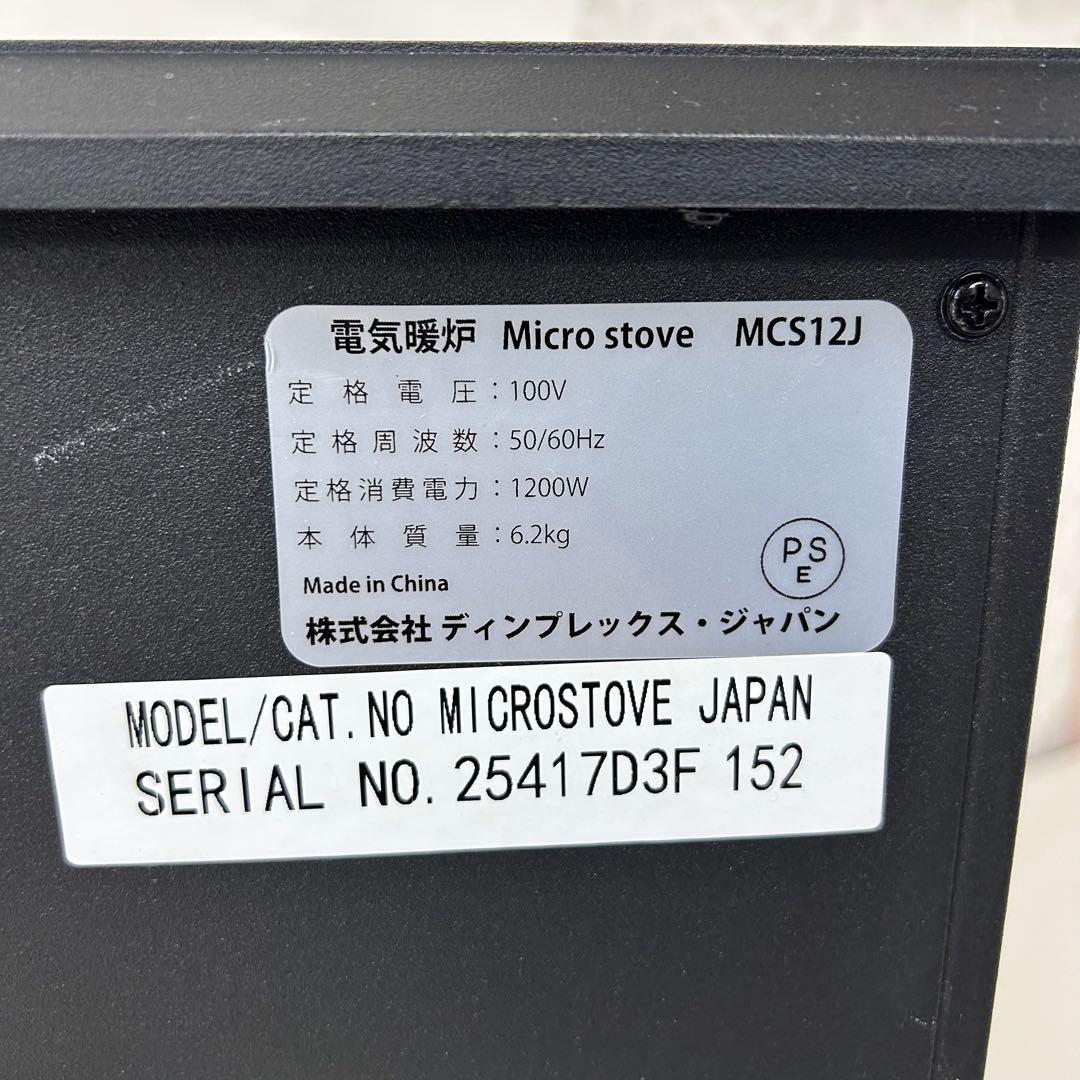 電気暖炉 Micro stove MCS12J
定格電圧：100V
定格周波数：50/60Hz
定格消費電力：1200W
本体質量：6.2kg
PS
E
Made in China
株式会社 ディンプレックス・ジャパン
MODEL/CAT.NO MICROSTOVE JAPAN
SERIAL NO. 25417D3F 152